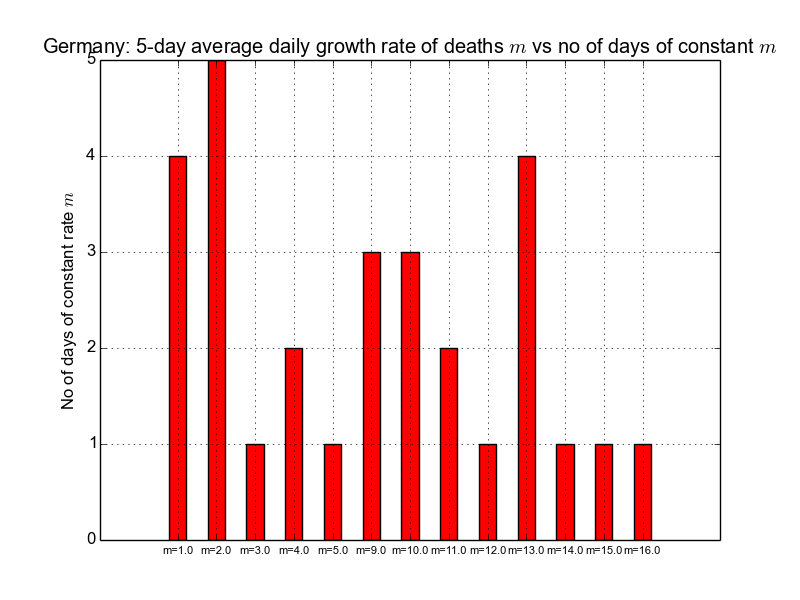 Germany: 5-day average daily growth rate of deaths m vs no of days of constant m
5
4
3
2
1
0
No of days of constant rate m
m=1.0 m=2.0 m=3.0 m=4.0 m=5.0 m=9.0 m=10.0 m=11.0 m=12.0 m=13.0 m=14.0 m=15.0 m=16.0